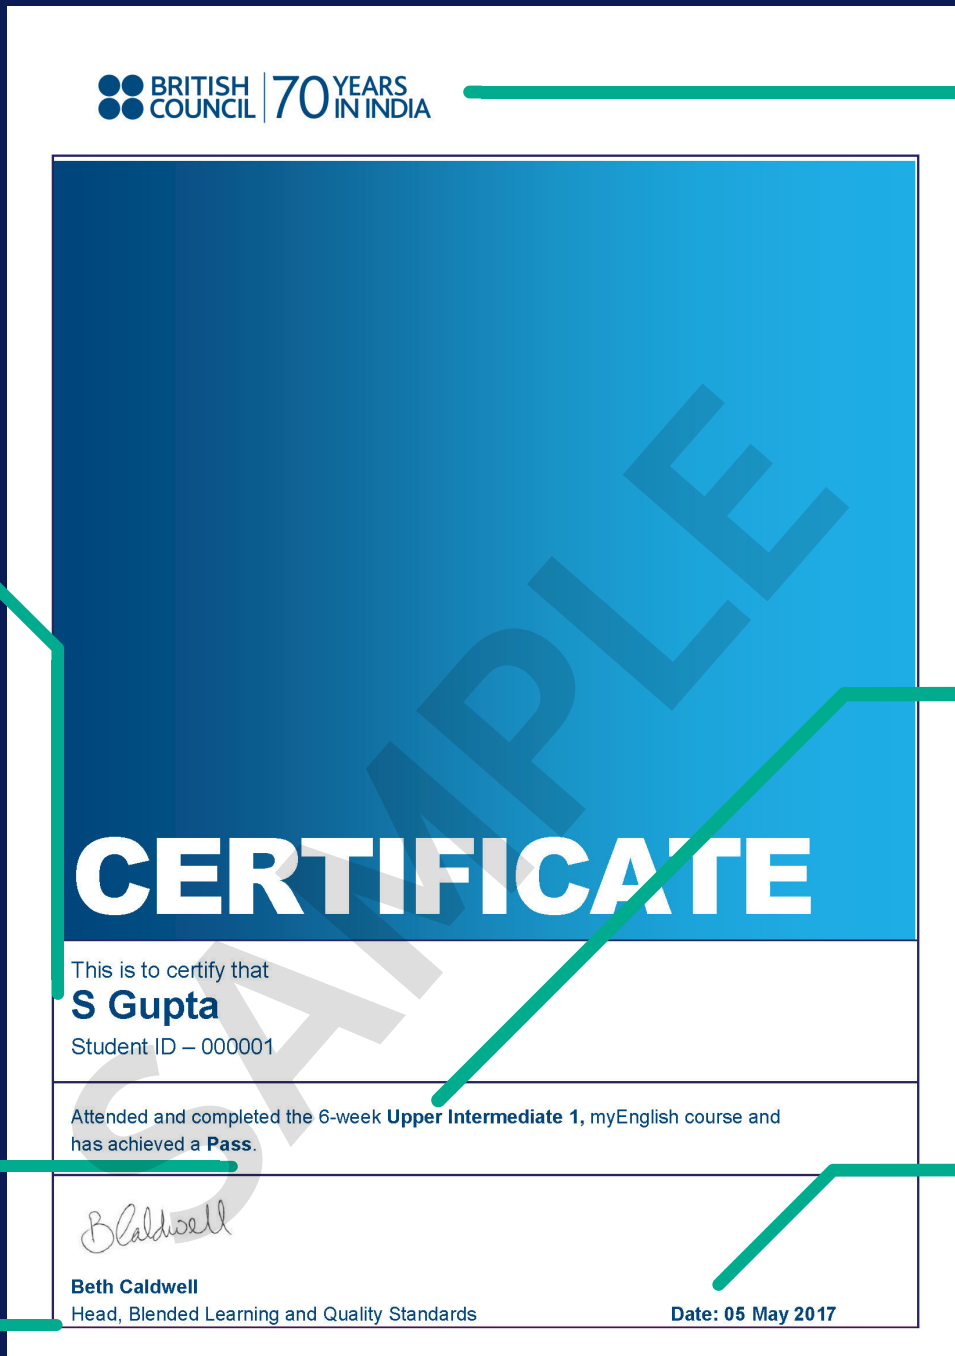 BRITISH COUNCIL | 70 YEARS IN INDIA
CERTIFICATE
This is to certify that
S Gupta
Student ID – 000001
Attended and completed the 6-week Upper Intermediate 1, myEnglish course and
has achieved a Pass.
BCaldwell
Beth Caldwell
Head, Blended Learning and Quality Standards
Date: 05 May 2017
SAMPLE